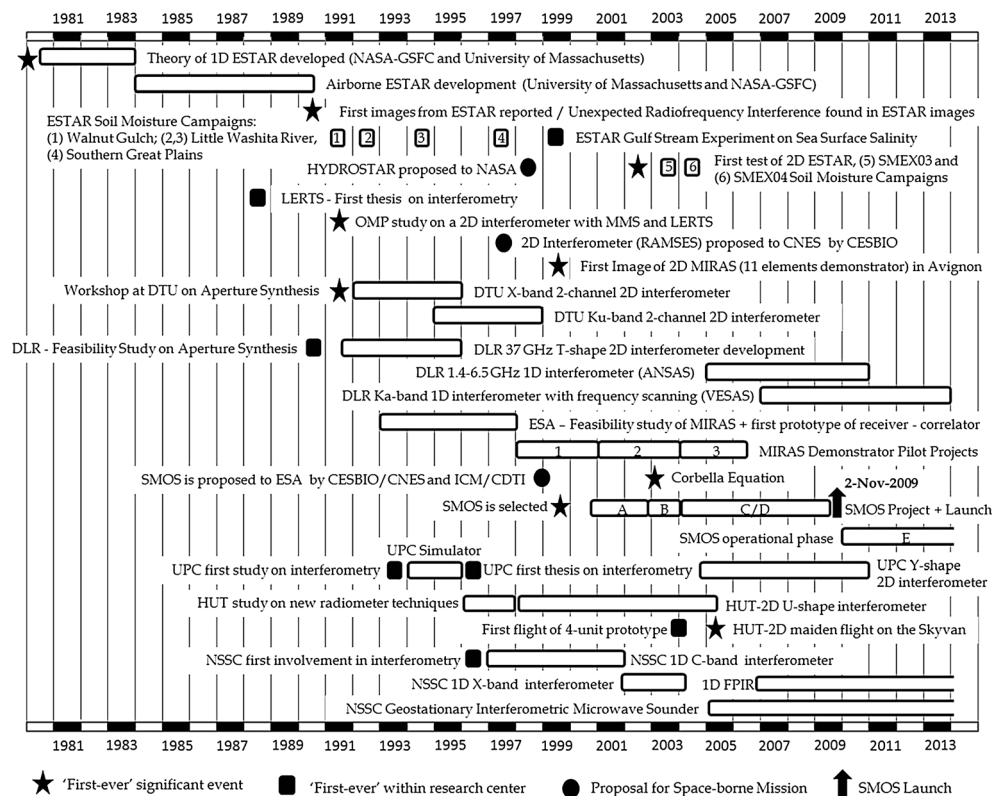 1981 1983 1985 1987 1989 1991 1993 1995 1997 1999 2001 2003 2005 2007 2009 2011 2013
Theory of 1D ESTAR developed (NASA-GSFC and University of Massachusetts)
Airborne ESTAR development (University of Massachusetts and NASA-GSFC)
First images from ESTAR reported / Unexpected Radiofrequency Interference found in ESTAR images
ESTAR Soil Moisture Campaigns:
(1) Walnut Gulch; (2,3) Little Washita River,
(4) Southern Great Plains
1 2 3 4
ESTAR Gulf Stream Experiment on Sea Surface Salinity
HYDROSTAR proposed to NASA
5 6
First test of 2D ESTAR, (5) SMEX03 and
(6) SMEX04 Soil Moisture Campaigns
LERTS - First thesis on interferometry
OMP study on a 2D interferometer with MMS and LERTS
2D Interferometer (RAMSES) proposed to CNES by CESBIO
First Image of 2D MIRAS (11 elements demonstrator) in Avignon
Workshop at DTU on Aperture Synthesis
DTU X-band 2-channel 2D interferometer
DTU Ku-band 2-channel 2D interferometer
DLR - Feasibility Study on Aperture Synthesis
DLR 37 GHz T-shape 2D interferometer development
DLR 1.4-6.5 GHz 1D interferometer (ANSAS)
DLR Ka-band 1D interferometer with frequency scanning (VESAS)
ESA – Feasibility study of MIRAS + first prototype of receiver - correlator
1 2 3
MIRAS Demonstrator Pilot Projects
SMOS is proposed to ESA by CESBIO/CNES and ICM/CDTI
Corbella Equation
2-Nov-2009
SMOS is selected
A B C/D
SMOS Project + Launch
SMOS operational phase
E
UPC Simulator
UPC first study on interferometry
UPC first thesis on interferometry
UPC Y-shape
2D interferometer
HUT study on new radiometer techniques
HUT-2D U-shape interferometer
First flight of 4-unit prototype
HUT-2D maiden flight on the Skyvan
NSSC first involvement in interferometry
NSSC 1D C-band interferometer
NSSC 1D X-band interferometer
1D FPIR
NSSC Geostationary Interferometric Microwave Sounder
1981 1983 1985 1987 1989 1991 1993 1995 1997 1999 2001 2003 2005 2007 2009 2011 2013
'First-ever' significant event
'First-ever' within research center
Proposal for Space-borne Mission
SMOS Launch